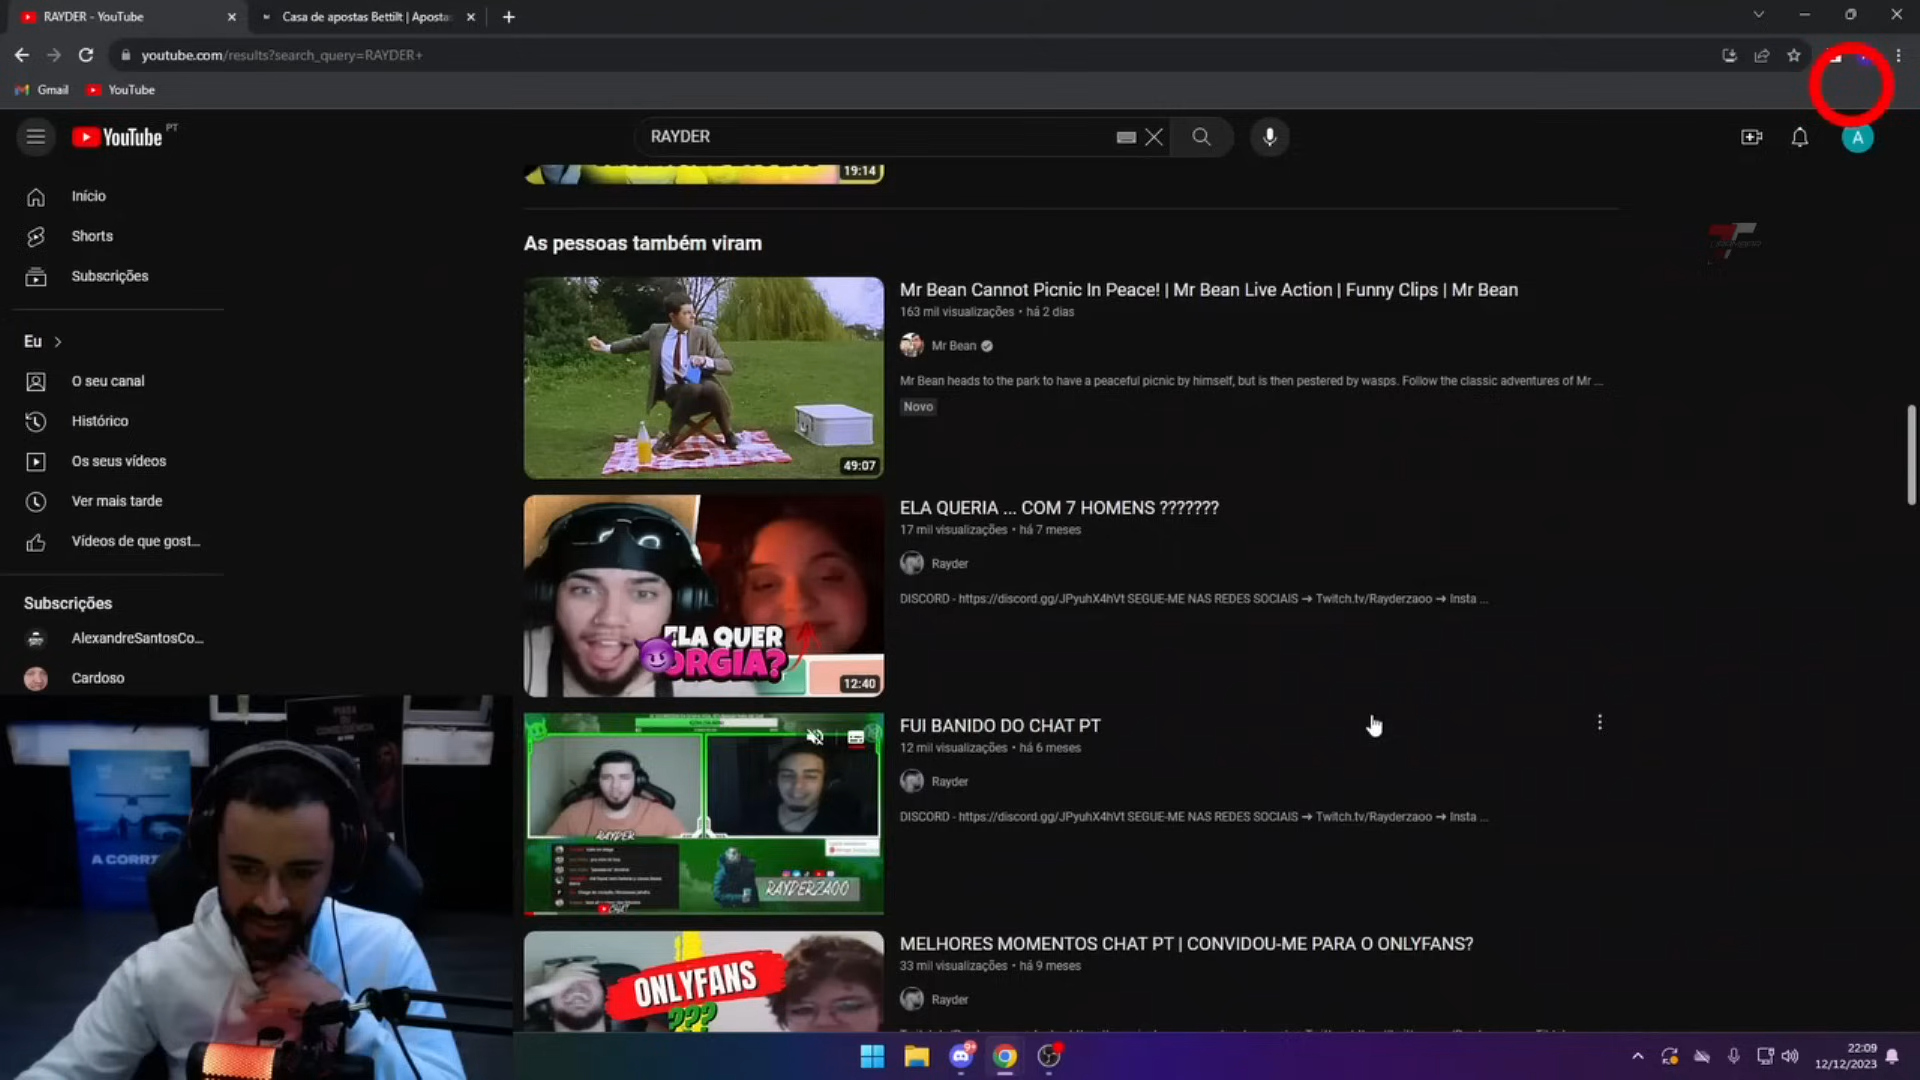 RAYDER - YouTube
Casa de apostas Bettilt | Aposta
youtube.com/results?search_query=RAYDER+
Gmail
YouTube
YouTube PT
RAYDER
A
Início
Shorts
Subscrições
Eu
O seu canal
Histórico
Os seus vídeos
Ver mais tarde
Vídeos de que gost...
Subscrições
AlexandreSantosCo...
Cardoso
19:14
As pessoas também viram
49:07
Mr Bean Cannot Picnic In Peace! | Mr Bean Live Action | Funny Clips | Mr Bean
163 mil visualizações • há 2 dias
Mr Bean
Mr Bean heads to the park to have a peaceful picnic by himself, but is then pestered by wasps. Follow the classic adventures of Mr ...
Novo
ELA QUER
ORGIA?
12:40
ELA QUERIA ... COM 7 HOMENS ???????
17 mil visualizações • há 7 meses
Rayder
DISCORD - https://discord.gg/JPyuhX4hVt SEGUE-ME NAS REDES SOCIAIS ➔ Twitch.tv/Rayderzaoo ➔ Insta ...
RAYDER
RAYDERZAOO
FUI BANIDO DO CHAT PT
12 mil visualizações • há 6 meses
Rayder
DISCORD - https://discord.gg/JPyuhX4hVt SEGUE-ME NAS REDES SOCIAIS ➔ Twitch.tv/Rayderzaoo ➔ Insta ...
ONLYFANS
???
MELHORES MOMENTOS CHAT PT | CONVIDOU-ME PARA O ONLYFANS?
33 mil visualizações • há 9 meses
Rayder
A CORR
9+
22:09
12/12/2023